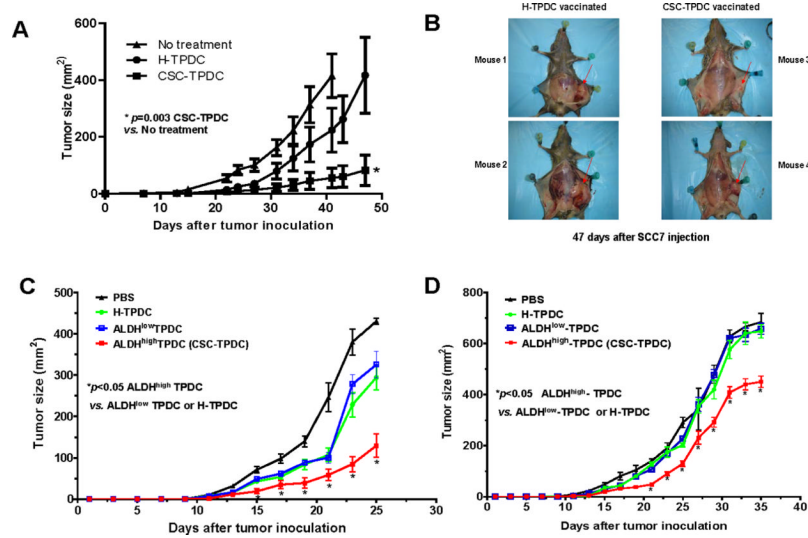 A
Tumor size (mm²)
600
400
200
0
No treatment
H-TPDC
CSC-TPDC
* p=0.003 CSC-TPDC
vs. No treatment
*
0 10 20 30 40 50
Days after tumor inoculation
B
H-TPDC vaccinated
CSC-TPDC vaccinated
Mouse 1
Mouse 3
Mouse 2
Mouse 4
47 days after SCC7 injection
C
Tumor size (mm²)
500
400
300
200
100
0
PBS
H-TPDC
ALDHˡᵒʷTPDC
ALDHʰⁱᵍʰTPDC (CSC-TPDC)
*p<0.05 ALDHʰⁱᵍʰ TPDC
vs. ALDHˡᵒʷ TPDC or H-TPDC
* * * * * *
0 5 10 15 20 25 30
Days after tumor inoculation
D
Tumor size (mm²)
800
600
400
200
0
PBS
H-TPDC
ALDHˡᵒʷ-TPDC
ALDHʰⁱᵍʰ-TPDC (CSC-TPDC)
*p<0.05 ALDHʰⁱᵍʰ- TPDC
vs. ALDHˡᵒʷ-TPDC or H-TPDC
* * * * * * * *
0 5 10 15 20 25 30 35
Days after tumor inoculation